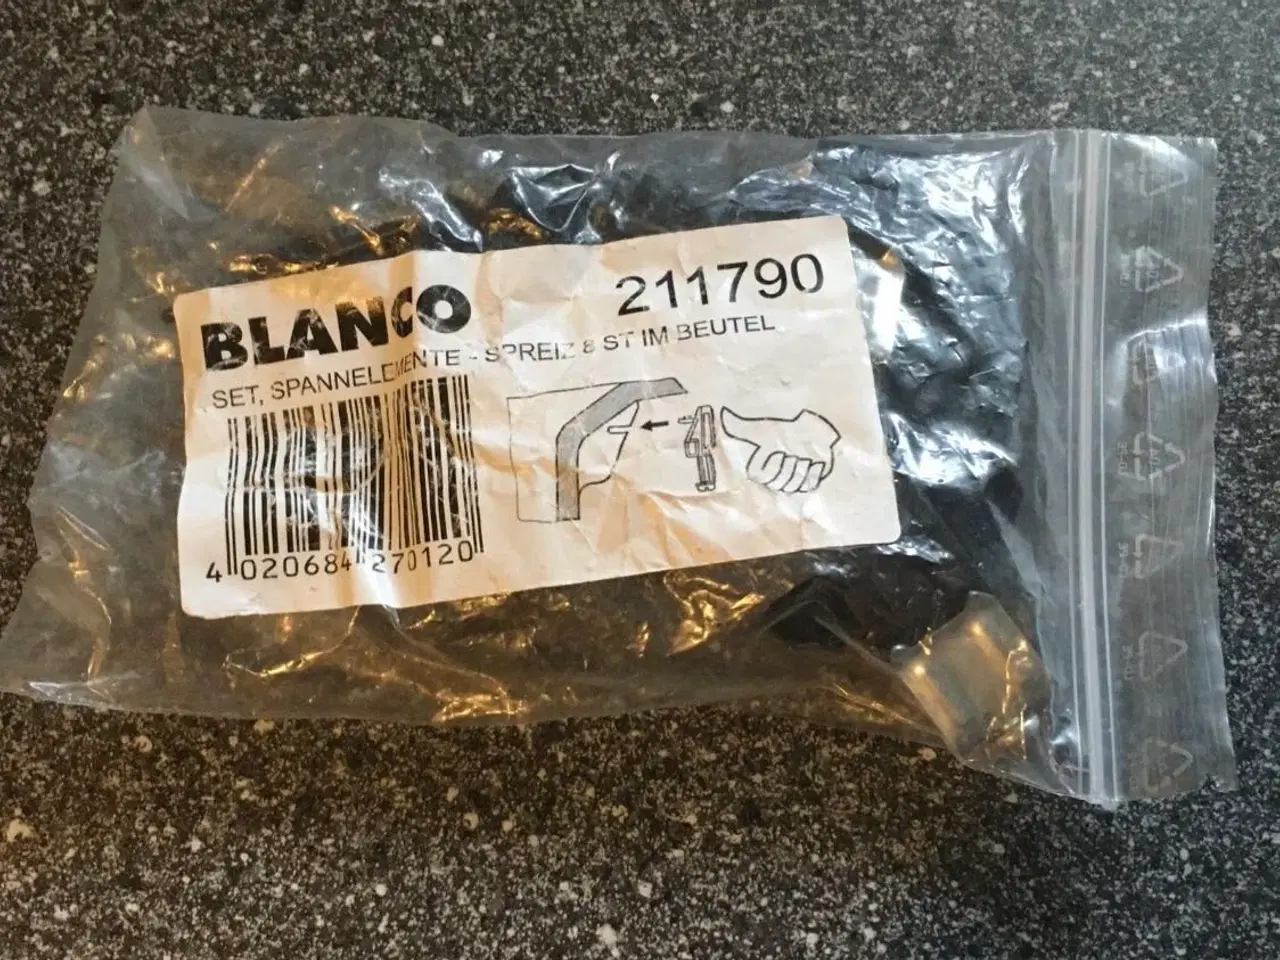 BLANCO
211790
SET, SPANNELEMENTE - SPREIZ 8 ST IM BEUTEL
4 020684 270120